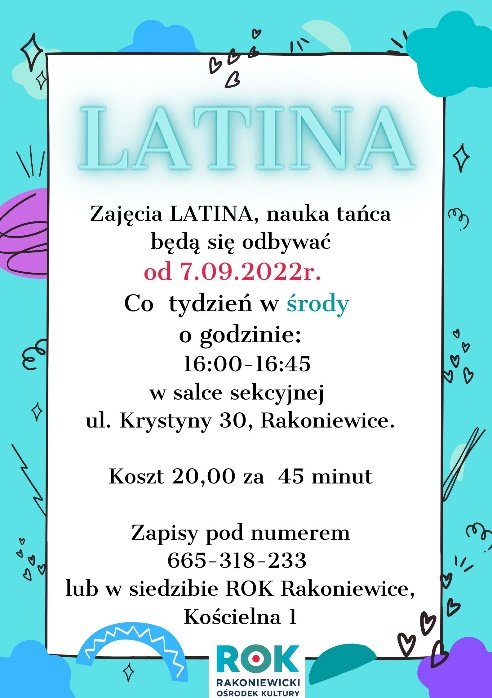 LATINA
Zajęcia LATINA, nauka tańca
będą się odbywać
od 7.09.2022r.
Co tydzień w środy
o godzinie:
16:00-16:45
w salce sekcyjnej
ul. Krystyny 30, Rakoniewice.
Koszt 20,00 za 45 minut
Zapisy pod numerem
665-318-233
lub w siedzibie ROK Rakoniewice,
Kościelna 1
ROK
RAKONIEWICKI
OŚRODEK KULTURY